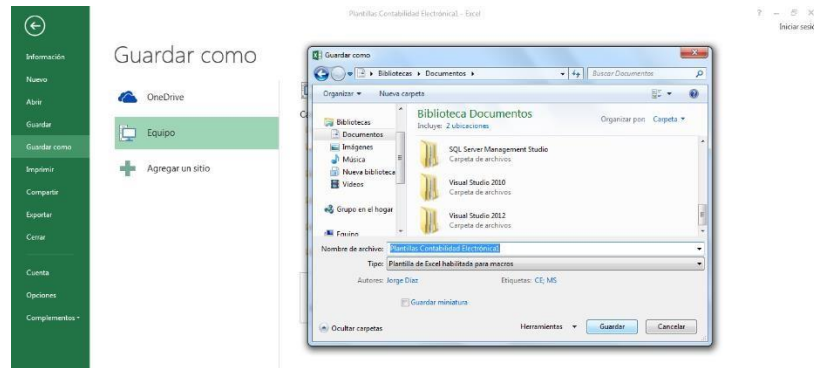 Plantillas Contabilidad Electrónica1 - Excel
Iniciar sesió
Información
Nuevo
Abrir
Guardar
Guardar como
Imprimir
Compartir
Exportar
Cerrar
Cuenta
Opciones
Complementos
Guardar como
OneDrive
Equipo
Agregar un sitio
Guardar como
Bibliotecas
Documentos
Buscar Documentos
Organizar
Nueva carpeta
Bibliotecas
Documentos
Imágenes
Música
Nueva biblioteca
Videos
Grupo en el hogar
Equipo
Biblioteca Documentos
Incluye: 2 ubicaciones
Organizar por: Carpeta
SQL Server Management Studio
Carpeta de archivos
Visual Studio 2010
Carpeta de archivos
Visual Studio 2012
Carpeta de archivos
Nombre de archivo: Plantillas Contabilidad Electrónica1
Tipo: Plantilla de Excel habilitada para macros
Autores: Jorge Díaz
Etiquetas: CE; MS
Guardar miniatura
Ocultar carpetas
Herramientas
Guardar
Cancelar